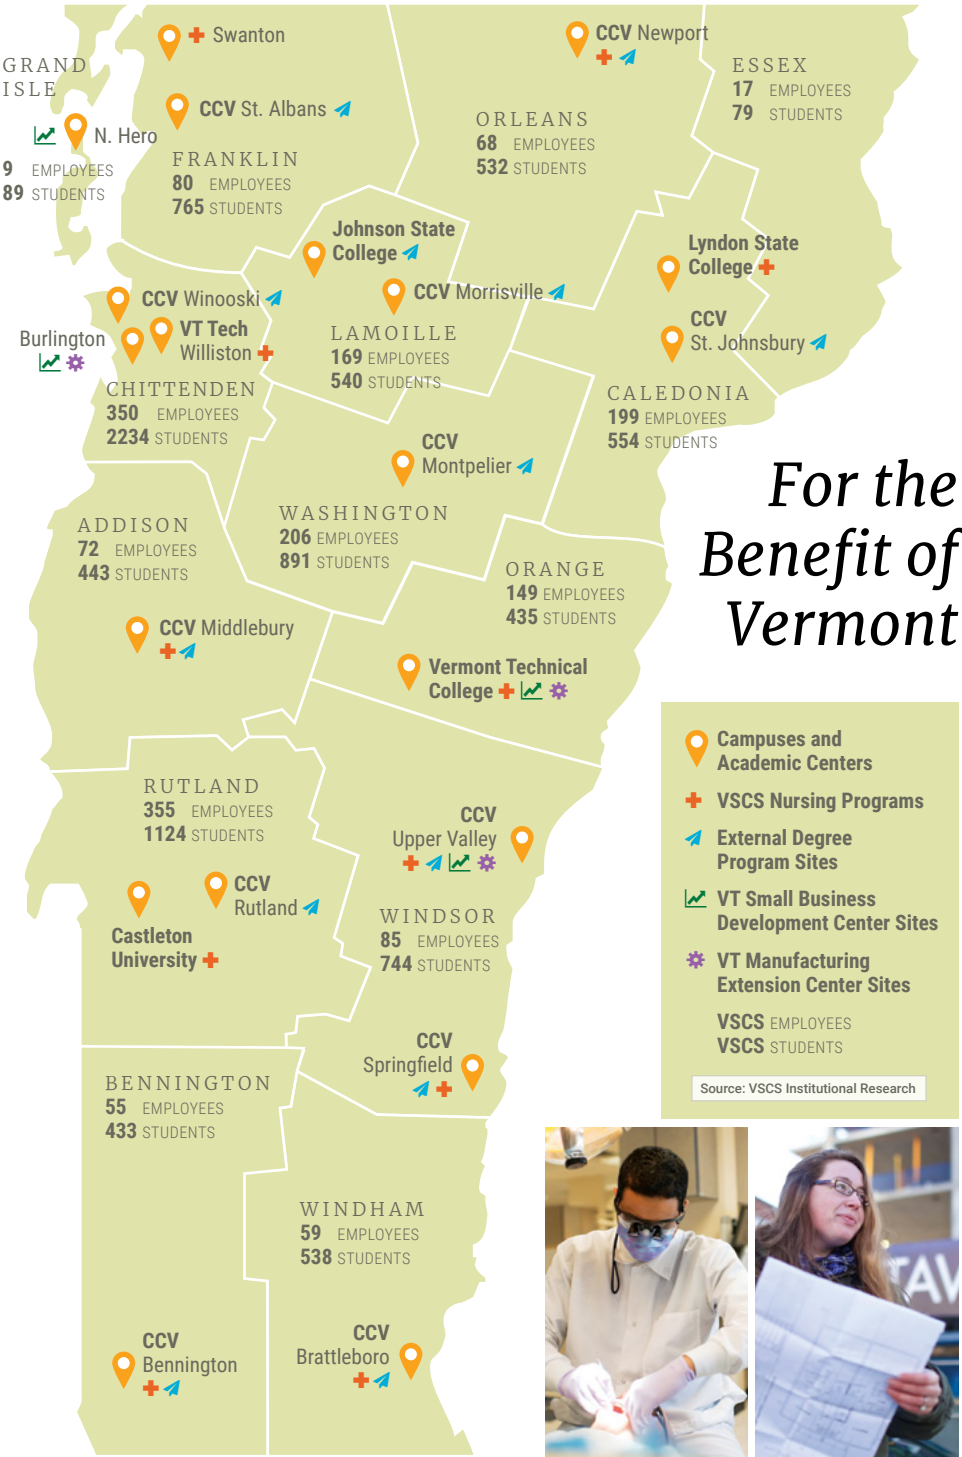 Swanton
CCV Newport
GRAND
ISLE
ESSEX
17 EMPLOYEES
79 STUDENTS
CCV St. Albans
ORLEANS
68 EMPLOYEES
532 STUDENTS
N. Hero
9 EMPLOYEES
89 STUDENTS
FRANKLIN
80 EMPLOYEES
765 STUDENTS
Johnson State
College
Lyndon State
College
CCV Winooski
CCV Morrisville
VT Tech
Williston
Burlington
CCV
St. Johnsbury
LAMOILLE
169 EMPLOYEES
540 STUDENTS
CHITTENDEN
350 EMPLOYEES
2234 STUDENTS
CALEDONIA
199 EMPLOYEES
554 STUDENTS
CCV
Montpelier
For the
Benefit of
Vermont
WASHINGTON
206 EMPLOYEES
891 STUDENTS
ADDISON
72 EMPLOYEES
443 STUDENTS
ORANGE
149 EMPLOYEES
435 STUDENTS
CCV Middlebury
Vermont Technical
College
Campuses and
Academic Centers
VSCS Nursing Programs
External Degree
Program Sites
VT Small Business
Development Center Sites
VT Manufacturing
Extension Center Sites
VSCS EMPLOYEES
VSCS STUDENTS
Source: VSCS Institutional Research
RUTLAND
355 EMPLOYEES
1124 STUDENTS
CCV
Upper Valley
CCV
Rutland
Castleton
University
WINDSOR
85 EMPLOYEES
744 STUDENTS
CCV
Springfield
BENNINGTON
55 EMPLOYEES
433 STUDENTS
WINDHAM
59 EMPLOYEES
538 STUDENTS
CCV
Bennington
CCV
Brattleboro